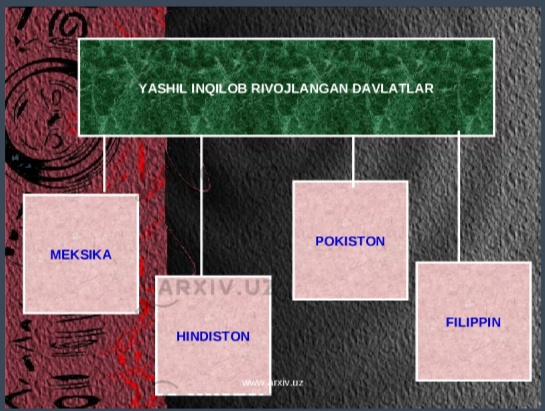 YASHIL INQILOB RIVOJLANGAN DAVLATLAR
MEKSIKA
POKISTON
HINDISTON
FILIPPIN
ARXIV.UZ
www.arxiv.uz